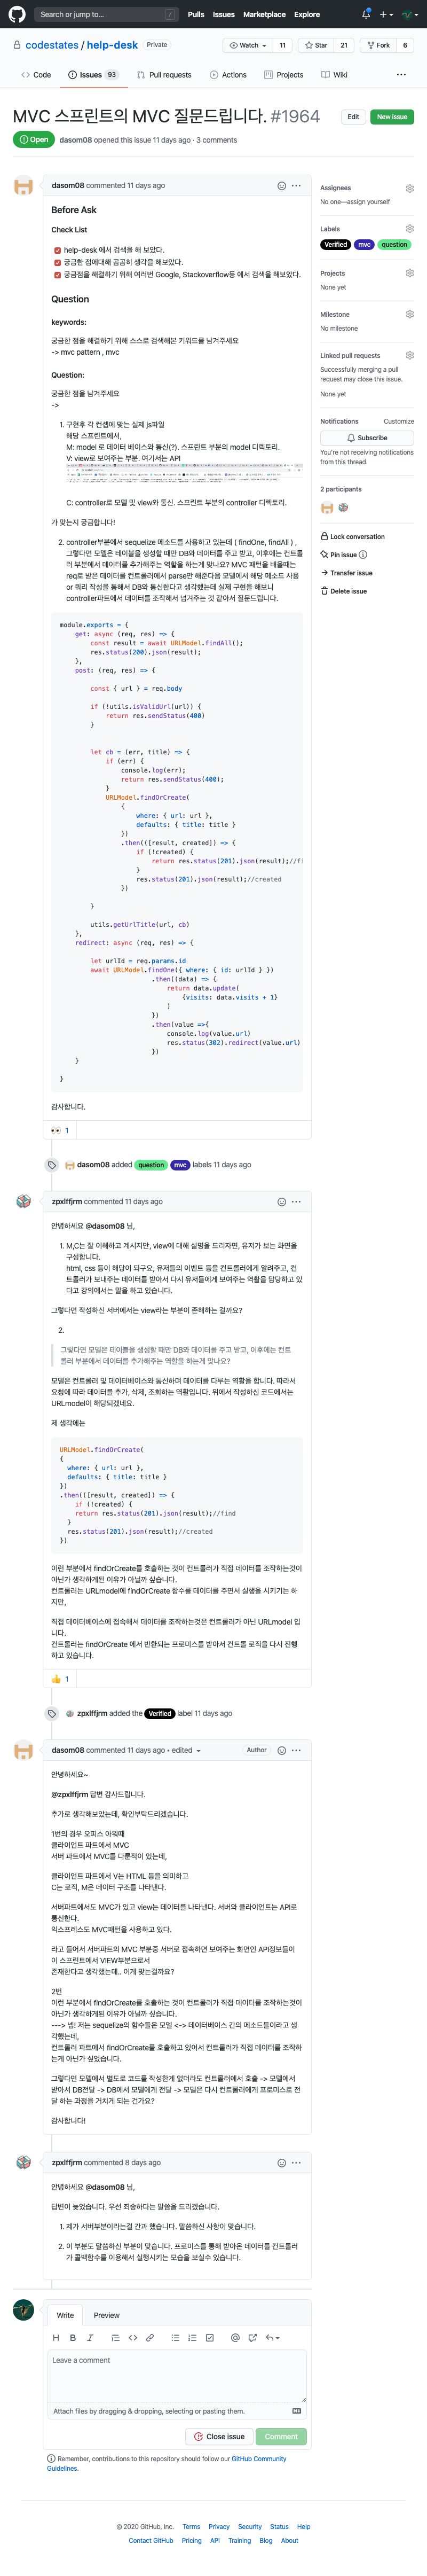 Search or jump to... /
Pulls Issues Marketplace Explore
codestates / help-desk Private
Watch 11 Star 21 Fork 6
Code Issues 93 Pull requests Actions Projects Wiki
MVC 스프린트의 MVC 질문드립니다. #1964
Edit New issue
Open dasom08 opened this issue 11 days ago · 3 comments
dasom08 commented 11 days ago
Before Ask
Check List
help-desk 에서 검색을 해 보았다.
궁금한 점에대해 곰곰히 생각을 해보았다.
궁금점을 해결하기 위해 여러번 Google, Stackoverflow등 에서 검색을 해보았다.
Question
keywords:
궁금한 점을 해결하기 위해 스스로 검색해본 키워드를 남겨주세요
-> mvc pattern , mvc
Question:
궁금한 점을 남겨주세요
->
1. 구현후 각 컨셉에 맞는 실제 js파일
해당 스프린트에서,
M: model 로 데이터 베이스와 통신(?). 스프린트 부분의 model 디렉토리.
V: view로 보여주는 부분. 여기서는 API
C: controller로 모델 및 view와 통신. 스프린트 부분의 controller 디렉토리.
가 맞는지 궁금합니다!
2. controller부분에서 sequelize 메소드를 사용하고 있는데 ( findOne, findAll ) ,
그렇다면 모델은 테이블을 생성할 때만 DB와 데이터를 주고 받고, 이후에는 컨트롤
러 부분에서 데이터를 추가해주는 역할을 하는게 맞나요? MVC 패턴을 배울때는
req로 받은 데이터를 컨트롤러에서 parse만 해준다음 모델에서 해당 메소드 사용
or 쿼리 작성을 통해서 DB와 통신한다고 생각했는데 실제 구현을 해보니
controller파트에서 데이터를 조작해서 넘겨주는 것 같아서 질문드립니다.
module.exports = {
get: async (req, res) => {
const result = await URLModel.findAll();
res.status(200).json(result);
},
post: (req, res) => {
const { url } = req.body
if (!utils.isValidUrl(url)) {
return res.sendStatus(400)
}
let cb = (err, title) => {
if (err) {
console.log(err);
return res.sendStatus(400);
}
URLModel.findOrCreate(
{
where: { url: url },
defaults: { title: title }
})
.then(([result, created]) => {
if (!created) {
return res.status(201).json(result);//fi
}
res.status(201).json(result);//created
})
}
utils.getUrlTitle(url, cb)
},
redirect: async (req, res) => {
let urlId = req.params.id
await URLModel.findOne({ where: { id: urlId } })
.then((data) => {
return data.update(
{visits: data.visits + 1}
)
})
.then(value =>{
console.log(value.url)
res.status(302).redirect(value.url)
})
}
}
감사합니다.
👀 1
dasom08 added question mvc labels 11 days ago
zpxlffjrm commented 11 days ago
안녕하세요 @dasom08 님,
1. M,C는 잘 이해하고 계시지만, view에 대해 설명을 드리자면, 유저가 보는 화면을
구성합니다.
html, css 등이 해당이 되구요, 유저들의 이벤트 등을 컨트롤러에게 알려주고, 컨
트롤러가 보내주는 데이터를 받아서 다시 유저들에게 보여주는 역활을 담당하고 있
다고 강의에서는 말을 하고 있습니다.
그렇다면 작성하신 서버에서는 view라는 부분이 존재하는 걸까요?
2.
그렇다면 모델은 테이블을 생성할 때만 DB와 데이터를 주고 받고, 이후에는 컨트
롤러 부분에서 데이터를 추가해주는 역할을 하는게 맞나요?
모델은 컨트롤러 및 데이터베이스와 통신하며 데이터를 다루는 역활을 합니다. 따라서
요청에 따라 데이터를 추가, 삭제, 조회하는 역활입니다. 위에서 작성하신 코드에서는
URLmodel이 해당되겠네요.
제 생각에는
URLModel.findOrCreate(
{
where: { url: url },
defaults: { title: title }
})
.then(([result, created]) => {
if (!created) {
return res.status(201).json(result);//find
}
res.status(201).json(result);//created
})
이런 부분에서 findOrCreate를 호출하는 것이 컨트롤러가 직접 데이터를 조작하는것이
아닌가 생각하게된 이유가 아닐까 싶습니다.
컨트롤러는 URLmodel에 findOrCreate 함수를 데이터를 주면서 실행을 시키기는 하
지만,
직접 데이터베이스에 접속해서 데이터를 조작하는것은 컨트롤러가 아닌 URLmodel 입
니다.
컨트롤러는 findOrCreate 에서 반환되는 프로미스를 받아서 컨트롤 로직을 다시 진행
하고 있습니다.
👍 1
zpxlffjrm added the Verified label 11 days ago
dasom08 commented 11 days ago • edited Author
안녕하세요~
@zpxlffjrm 답변 감사드립니다.
추가로 생각해보았는데, 확인부탁드리겠습니다.
1번의 경우 오피스 아워때
클라이언트 파트에서 MVC
서버 파트에서 MVC를 다룬적이 있는데,
클라이언트 파트에서 V는 HTML 등을 의미하고
C는 로직, M은 데이터 구조를 나타낸다.
서버파트에서도 MVC가 있고 view는 데이터를 나타낸다. 서버와 클라이언트는 API로
통신한다.
익스프레스도 MVC패턴을 사용하고 있다.
라고 들어서 서버파트의 MVC 부분중 서버로 접속하면 보여주는 화면인 API정보들이
이 스프린트에서 VIEW부분으로서
존재한다고 생각했는데.. 이게 맞는걸까요?
2번
이런 부분에서 findOrCreate를 호출하는 것이 컨트롤러가 직접 데이터를 조작하는것이
아닌가 생각하게된 이유가 아닐까 싶습니다.
---> 넵! 저는 sequelize의 함수들은 모델 <-> 데이터베이스 간의 메소드들이라고 생
각했는데,
컨트롤러 파트에서 findOrCreate를 호출하고 있어서 컨트롤러가 직접 데이터를 조작하
는게 아닌가 싶었습니다.
그렇다면 모델에서 별도로 코드를 작성한게 없더라도 컨트롤러에서 호출 -> 모델에서
받아서 DB전달 -> DB에서 모델에게 전달 -> 모델은 다시 컨트롤러에게 프로미스로 전
달 하는 과정을 거치게 되는 건가요?
감사합니다!
zpxlffjrm commented 8 days ago
안녕하세요 @dasom08 님,
답변이 늦었습니다. 우선 죄송하다는 말씀을 드리겠습니다.
1. 제가 서버부분이라는걸 간과 했습니다. 말씀하신 사항이 맞습니다.
2. 이 부분도 말씀하신 부분이 맞습니다. 프로미스를 통해 받아온 데이터를 컨트롤러
가 콜백함수를 이용해서 실행시키는 모습을 보실수 있습니다.
Write Preview
Leave a comment
Attach files by dragging & dropping, selecting or pasting them.
Close issue Comment
Remember, contributions to this repository should follow our GitHub Community
Guidelines.
Assignees
No one—assign yourself
Labels
Verified mvc question
Projects
None yet
Milestone
No milestone
Linked pull requests
Successfully merging a pull
request may close this issue.
None yet
Notifications Customize
Subscribe
You're not receiving notifications
from this thread.
2 participants
Lock conversation
Pin issue
Transfer issue
Delete issue
© 2020 GitHub, Inc. Terms Privacy Security Status Help
Contact GitHub Pricing API Training Blog About